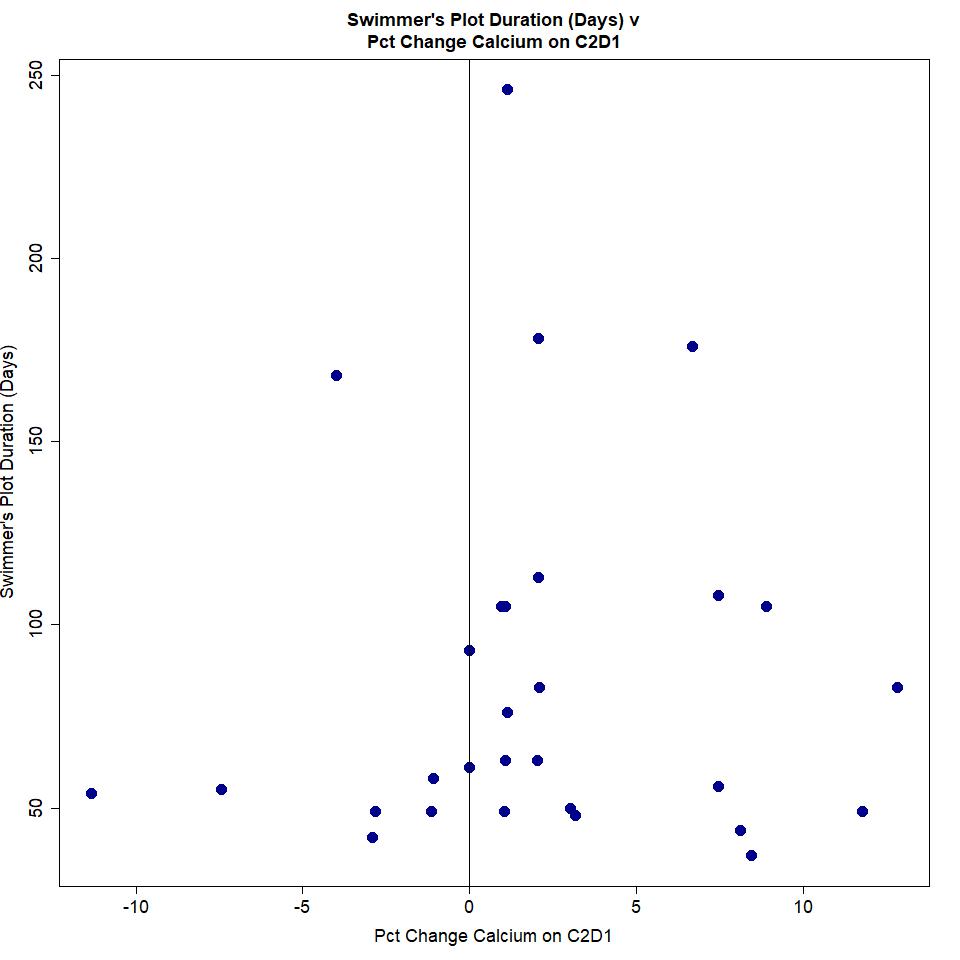 Swimmer's Plot Duration (Days) v
Pct Change Calcium on C2D1
Swimmer's Plot Duration (Days)
250
200
150
100
50
-10
-5
0
5
10
Pct Change Calcium on C2D1